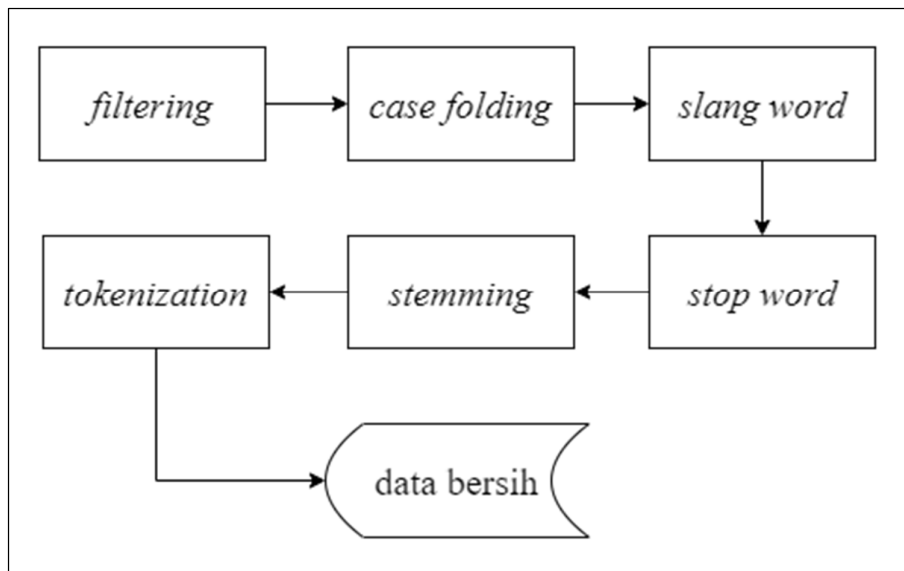 filtering
case folding
slang word
stop word
stemming
tokenization
data bersih